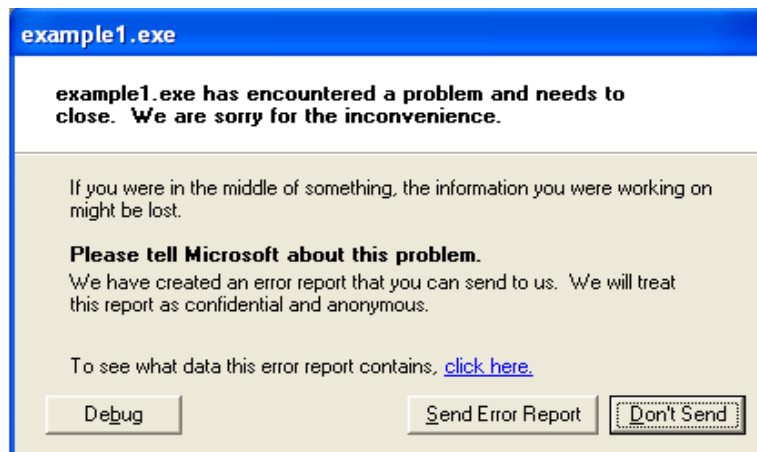 example1.exe
example1.exe has encountered a problem and needs to
close.  We are sorry for the inconvenience.
If you were in the middle of something, the information you were working on
might be lost.
Please tell Microsoft about this problem.
We have created an error report that you can send to us.  We will treat
this report as confidential and anonymous.
To see what data this error report contains, click here.
Debug
Send Error Report
Don't Send